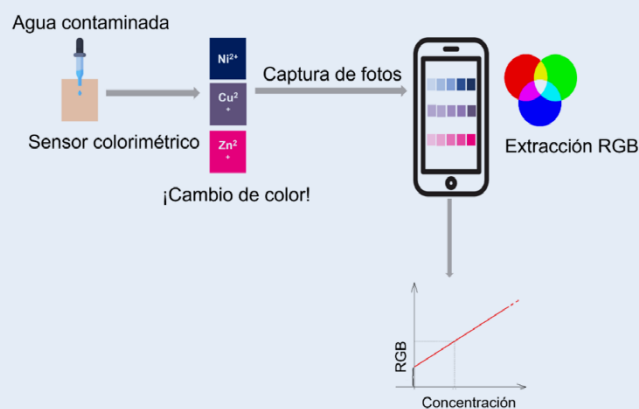 Agua contaminada
Sensor colorimétrico
Ni²⁺
Cu²
+
Zn²
+
¡Cambio de color!
Captura de fotos
Extracción RGB
RGB
Concentración